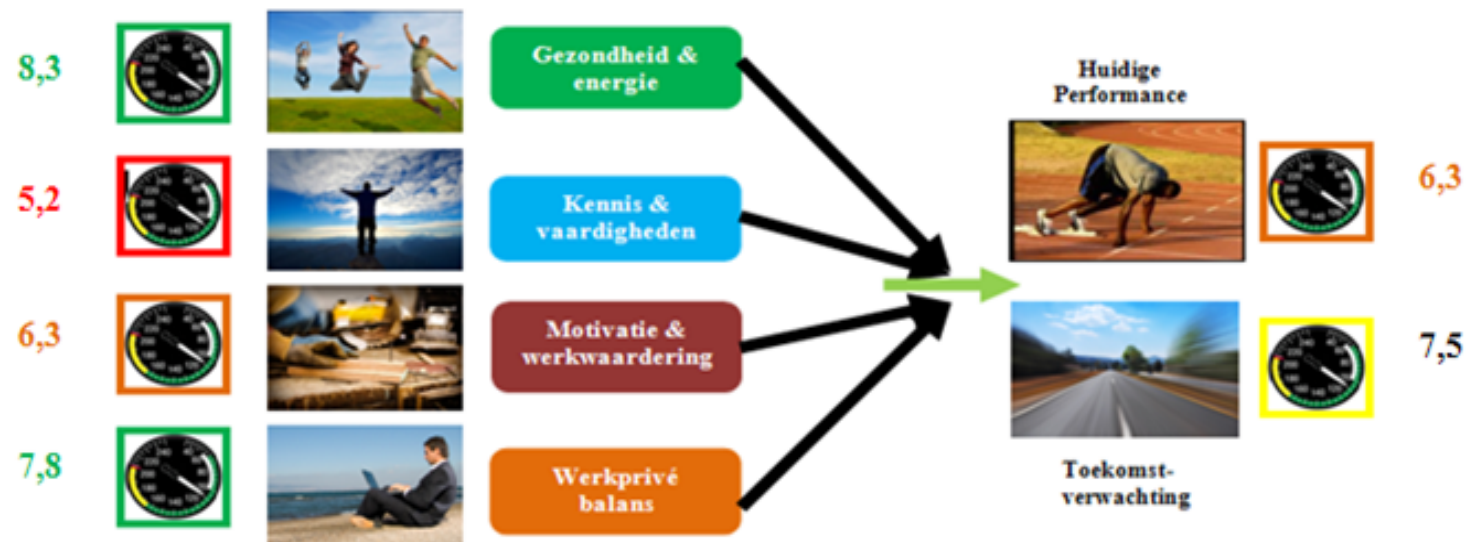 8,3
Gezondheid &
energie
5,2
Kennis &
vaardigheden
6,3
Motivatie &
werkwaardering
7,8
Werkprivé
balans
Huidige
Performance
6,3
7,5
Toekomst-
verwachting